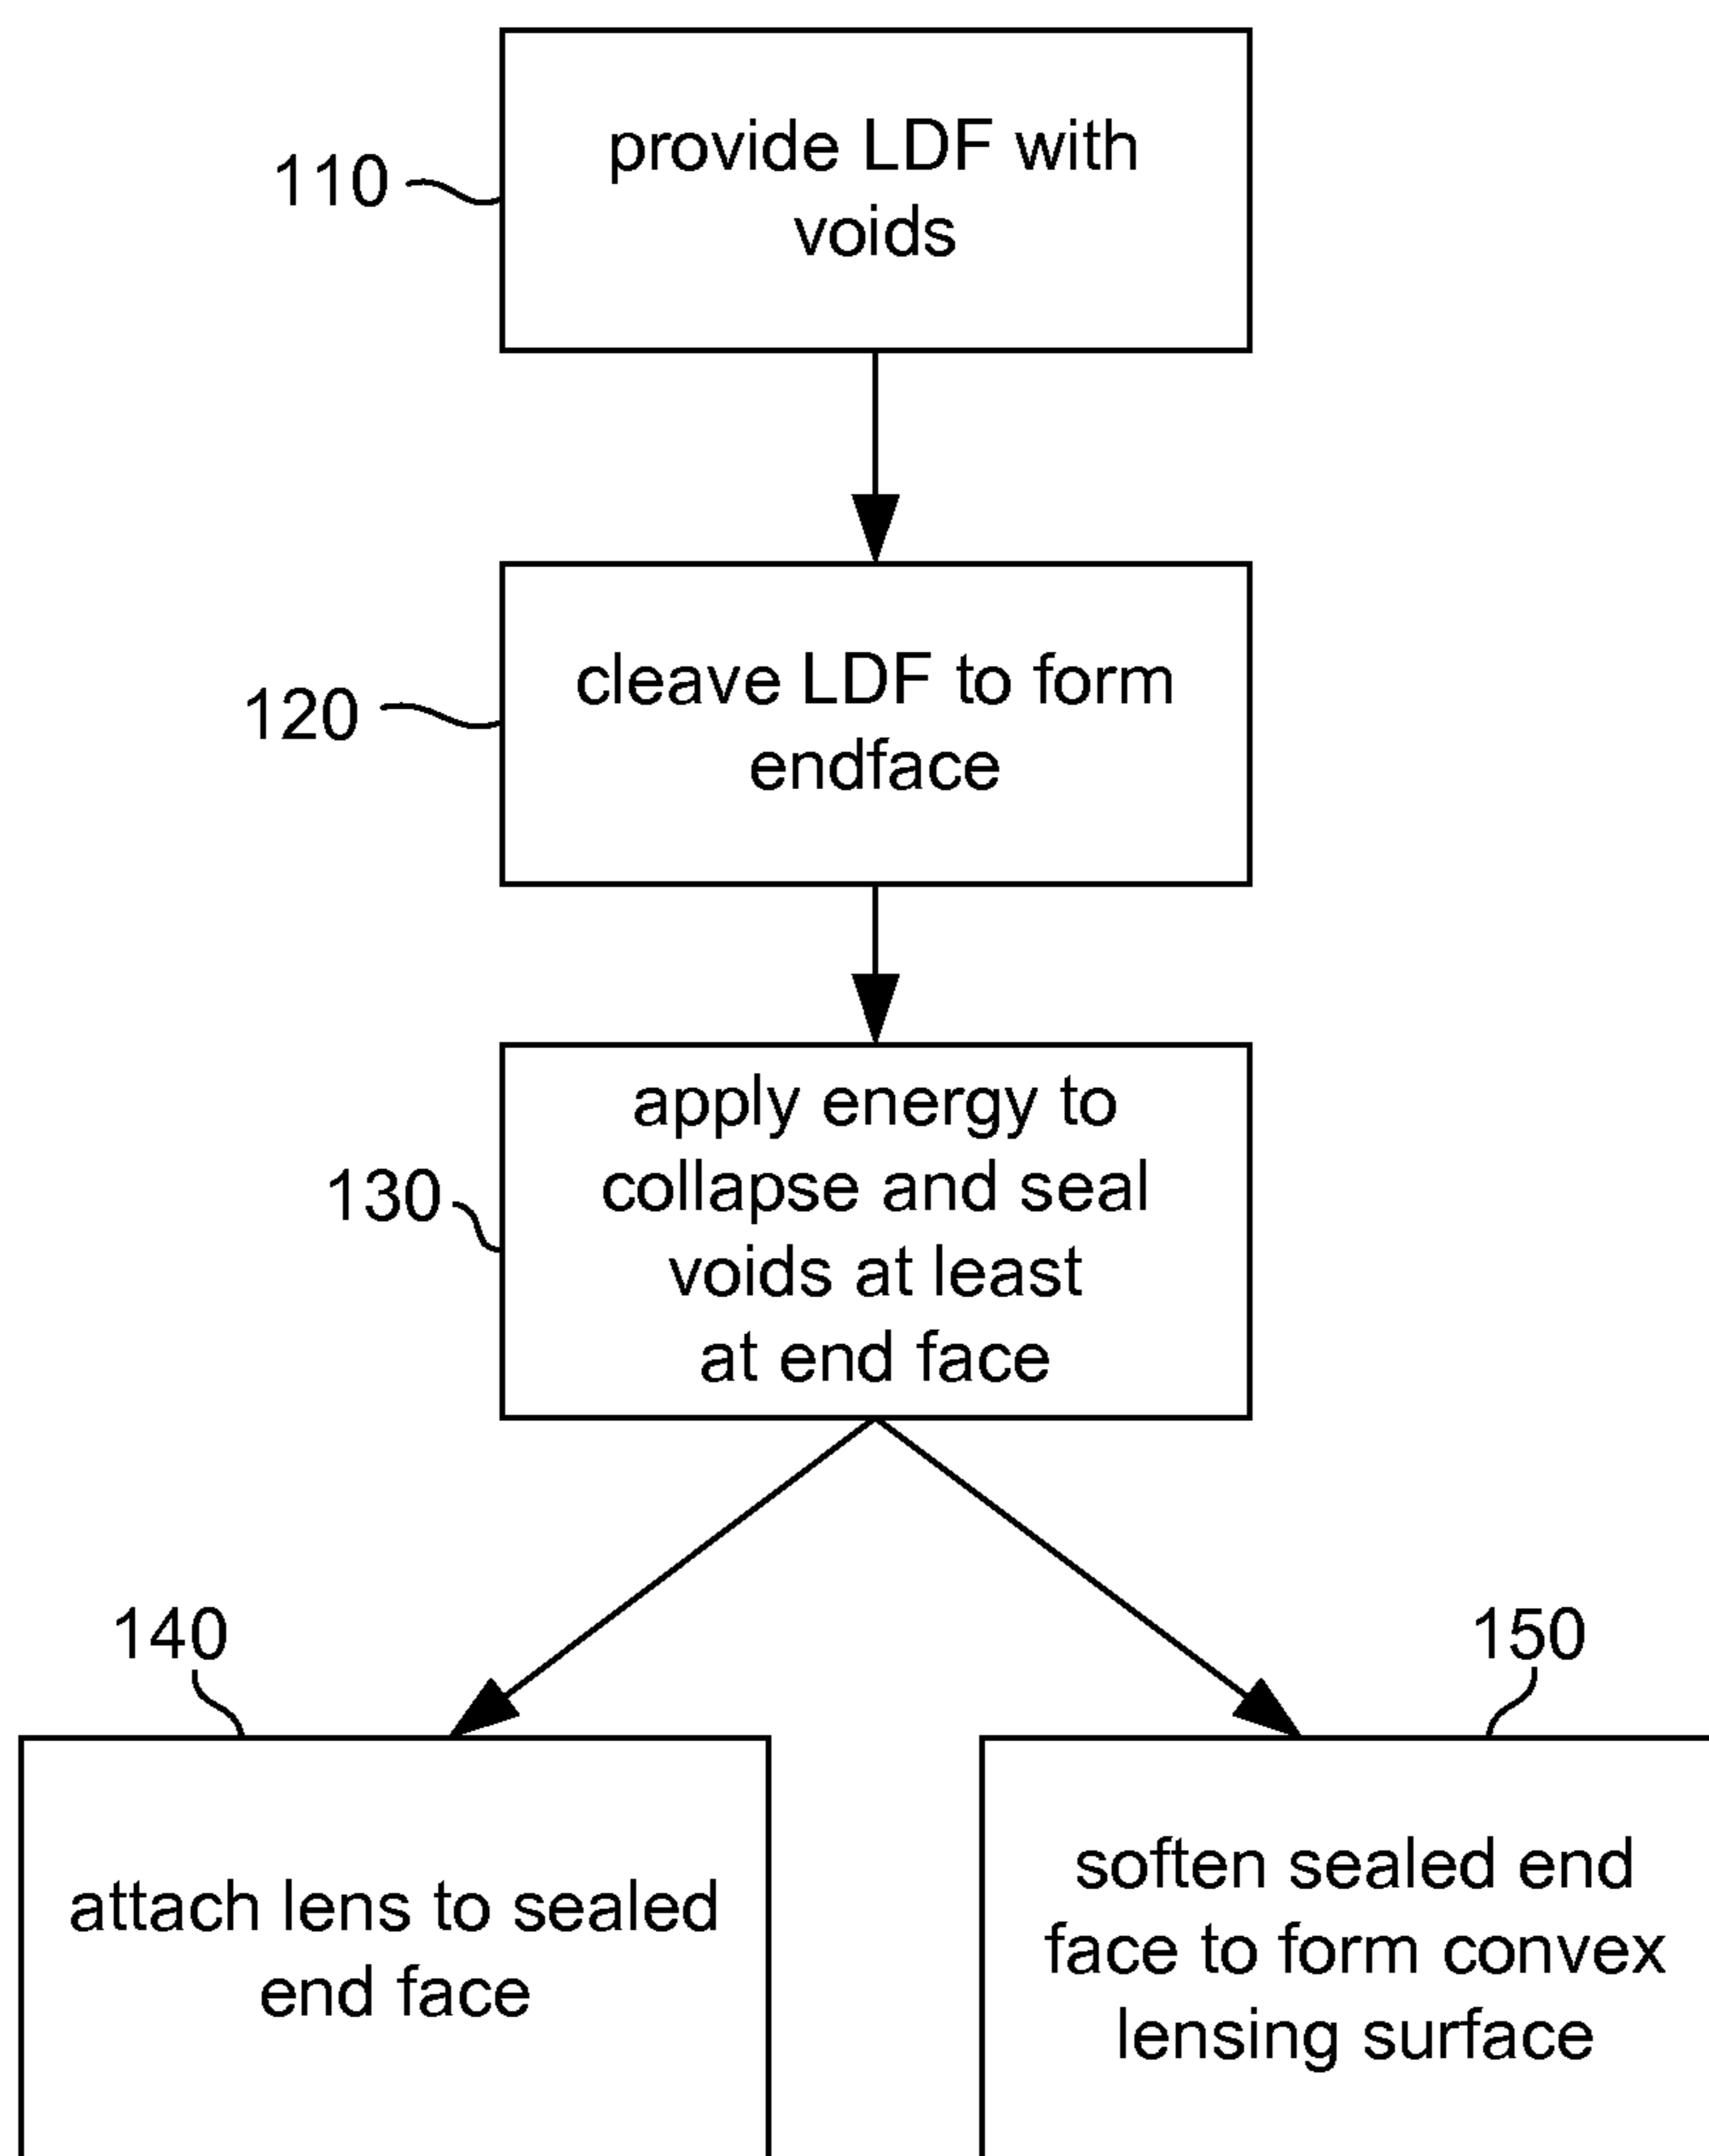 110
provide LDF with
voids
120
cleave LDF to form
endface
130
apply energy to
collapse and seal
voids at least
at end face
140
150
attach lens to sealed
end face
soften sealed end
face to form convex
lensing surface